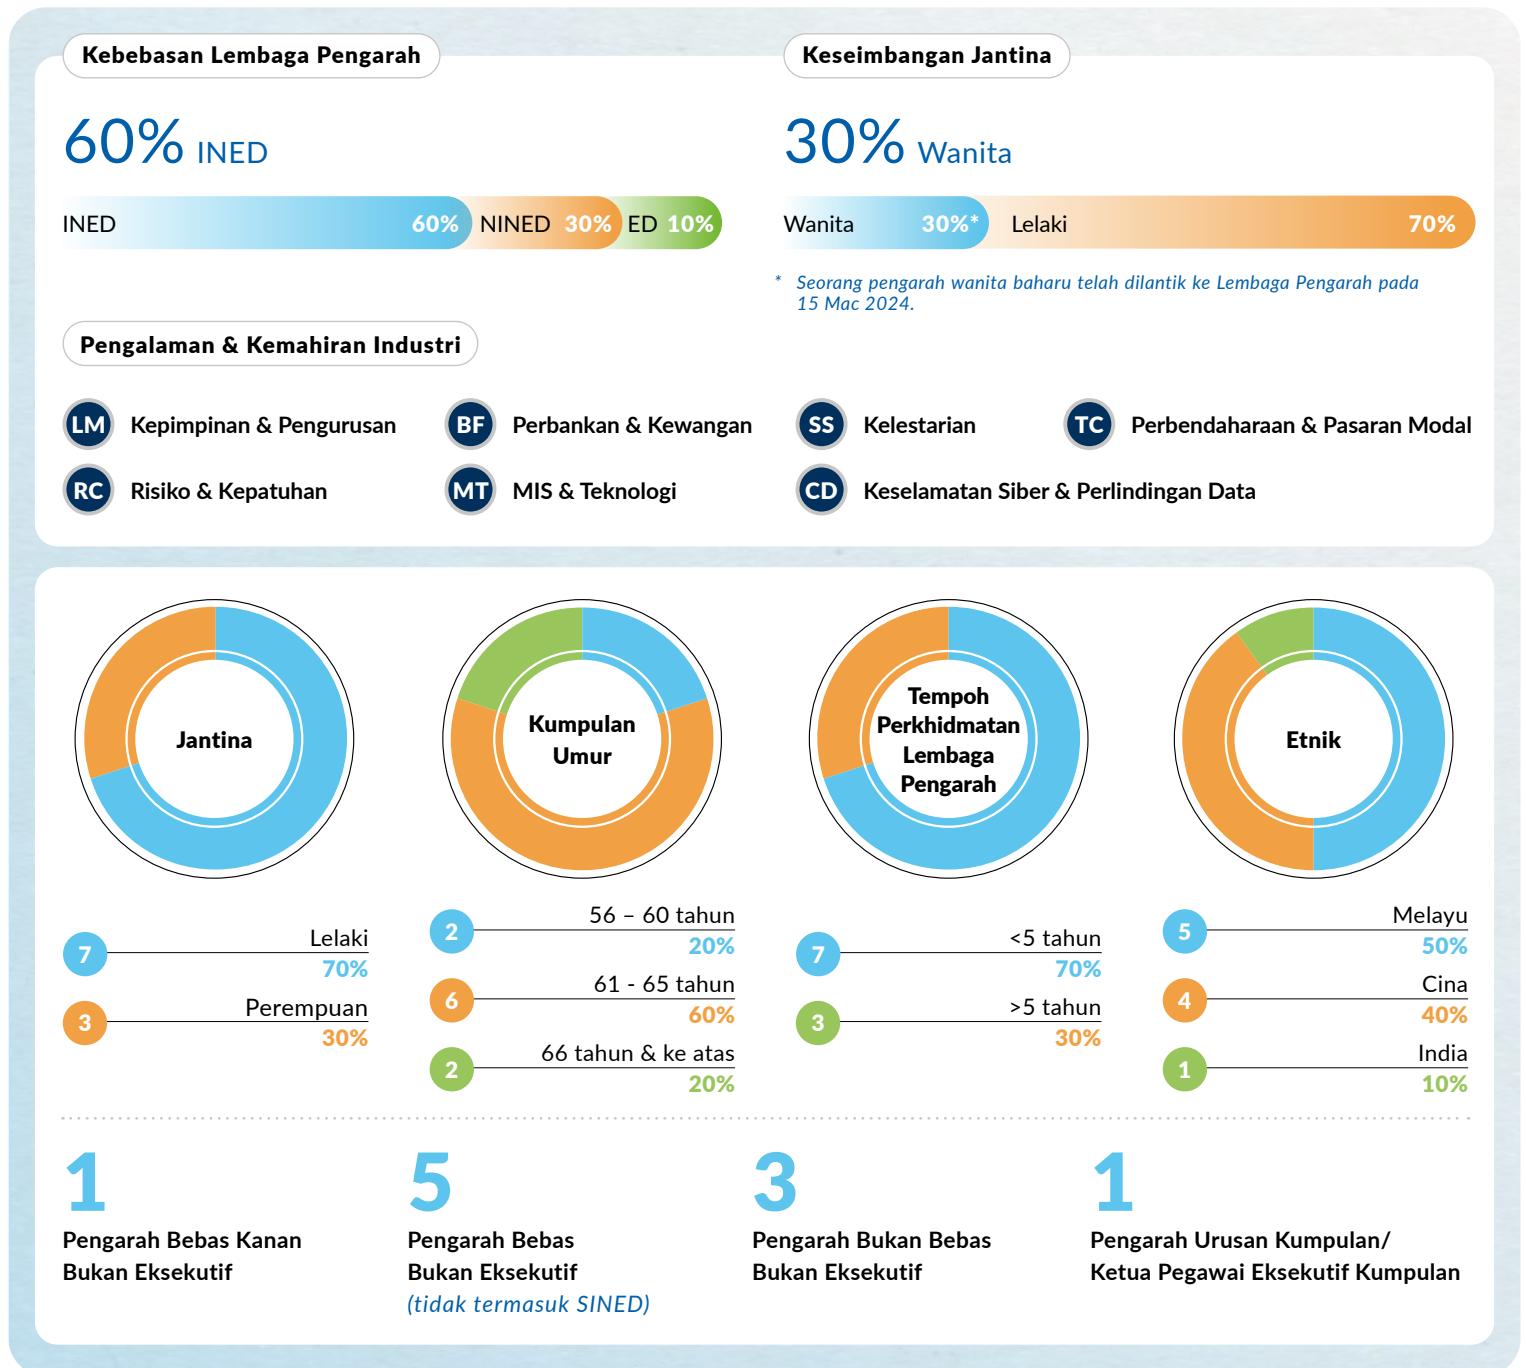 Kebebasan Lembaga Pengarah
60% INED
INED 60% NINED 30% ED 10%
Keseimbangan Jantina
30% Wanita
Wanita 30%* Lelaki 70%
* Seorang pengarah wanita baharu telah dilantik ke Lembaga Pengarah pada
15 Mac 2024.
Pengalaman & Kemahiran Industri
LM Kepimpinan & Pengurusan
BF Perbankan & Kewangan
SS Kelestarian
TC Perbendaharaan & Pasaran Modal
RC Risiko & Kepatuhan
MT MIS & Teknologi
CD Keselamatan Siber & Perlindingan Data
Jantina
7 Lelaki
70%
3 Perempuan
30%
Kumpulan
Umur
2 56 – 60 tahun
20%
6 61 - 65 tahun
60%
2 66 tahun & ke atas
20%
Tempoh
Perkhidmatan
Lembaga
Pengarah
7 <5 tahun
70%
3 >5 tahun
30%
Etnik
5 Melayu
50%
4 Cina
40%
1 India
10%
1
Pengarah Bebas Kanan
Bukan Eksekutif
5
Pengarah Bebas
Bukan Eksekutif
(tidak termasuk SINED)
3
Pengarah Bukan Bebas
Bukan Eksekutif
1
Pengarah Urusan Kumpulan/
Ketua Pegawai Eksekutif Kumpulan